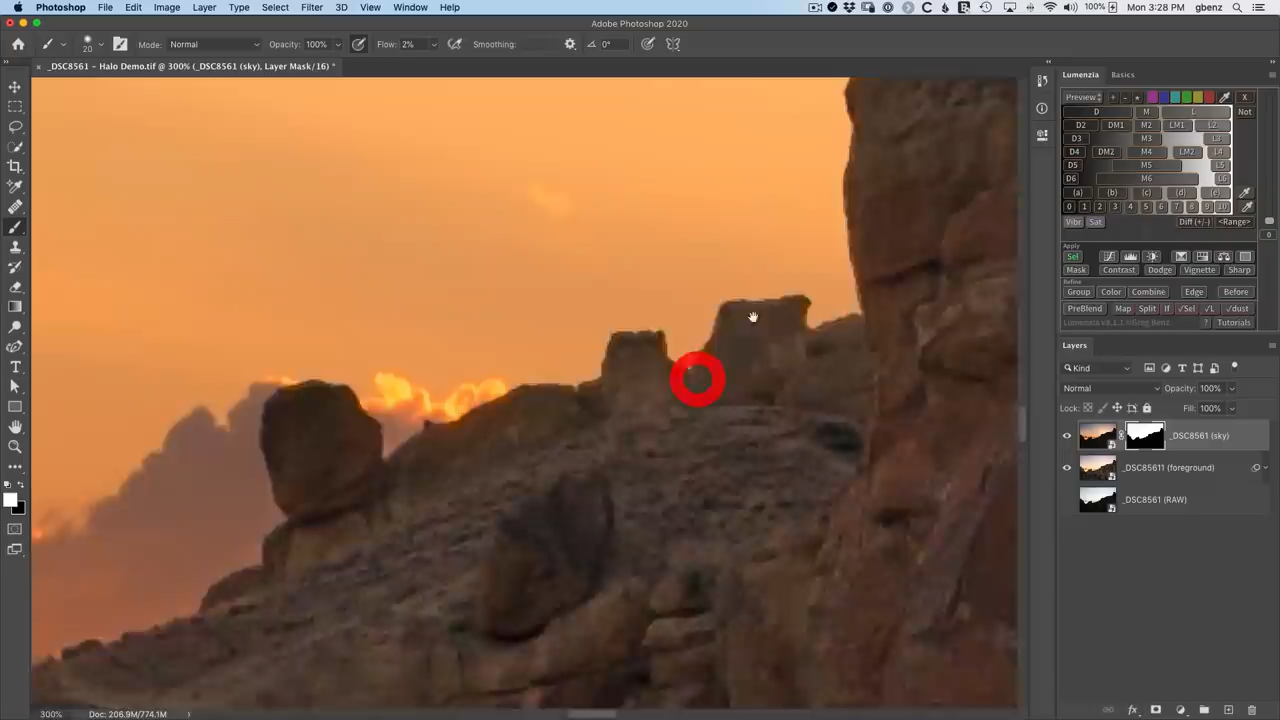 Photoshop File Edit Image Layer Type Select Filter 3D View Window Help 100% Mon 3:28 PM gbenz
Adobe Photoshop 2020
20 Mode: Normal Opacity: 100% Flow: 2% Smoothing: 0°
× _DSC8561 – Halo Demo.tif @ 300% (_DSC8561 (sky), Layer Mask/16) *
Lumenzia Basics
Preview + - X
D M L Not
D2 DM1 M2 LM1 L2
D3 M3 L3
D4 DM2 M4 LM2 L4
D5 M5 L5
D6 M6 L6
(a) (b) (c) (d) (e)
0 1 2 3 4 5 6 7 8 9 10
Vibr Sat Diff (+/-) <Range>
0
Apply
Sel
Mask Contrast Dodge Vignette Sharp
Refine
Group Color Combine Edge Before
PreBlend Map Split If √Sel √L √dust
? Tutorials
Layers
Kind
Normal Opacity: 100%
Lock: Fill: 100%
_DSC8561 (sky)
_DSC85611 (foreground)
_DSC8561 (RAW)
300% Doc: 206.9M/774.1M